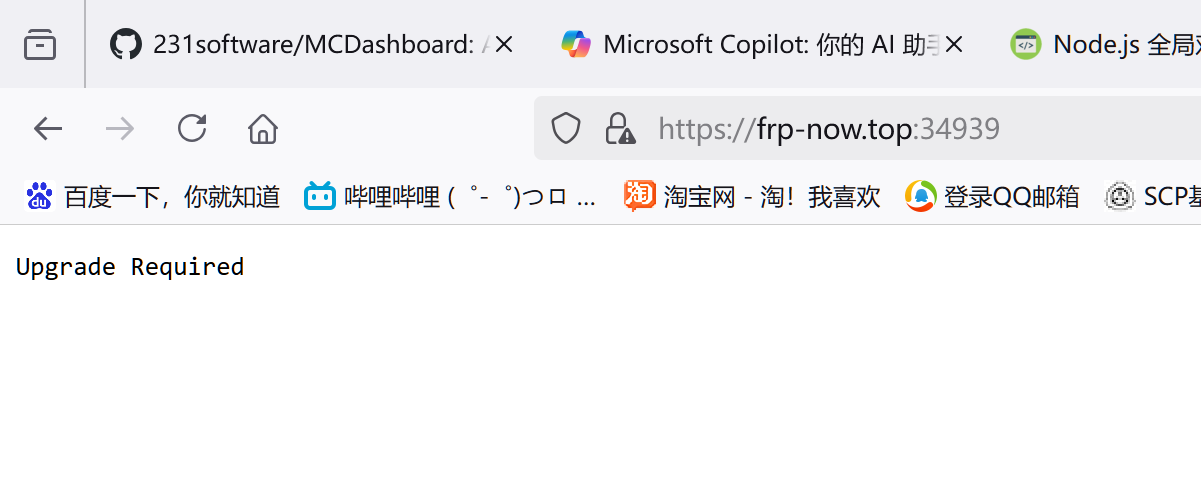 231software/MCDashboard:
Microsoft Copilot: 你的 AI 助手
Node.js 全局
https://frp-now.top:34939
百度一下，你就知道
哔哩哔哩 (゜-゜)つロ ...
淘宝网 - 淘！我喜欢
登录QQ邮箱
SCP基
Upgrade Required